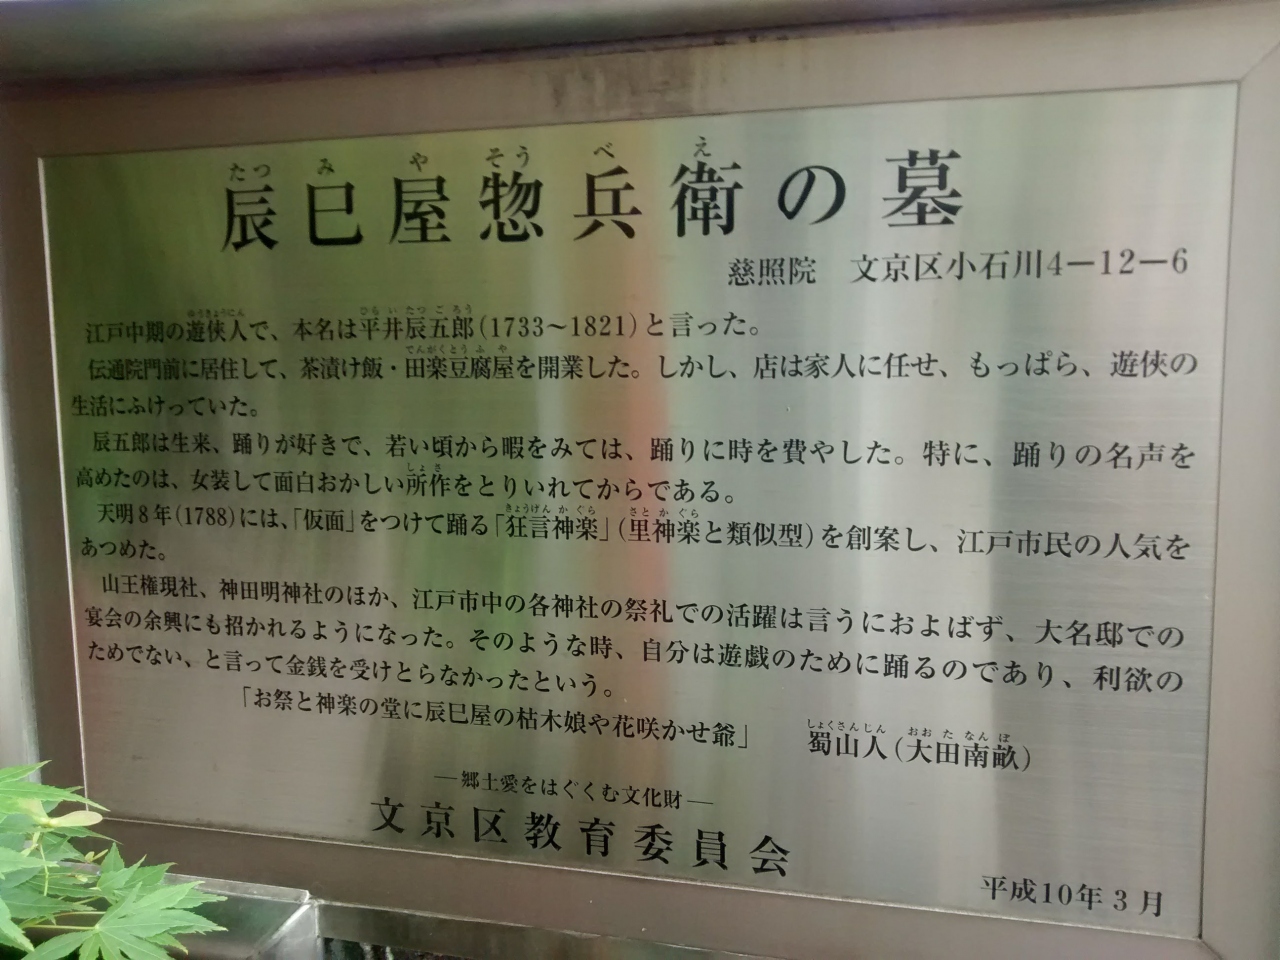 辰巳屋惣兵衛の墓
慈照院　文京区小石川4−12−6
江戸中期の遊侠人で、本名は平井辰五郎（1733〜1821）と言った。
伝通院門前に居住して、茶漬け飯・田楽豆腐屋を開業した。しかし、店は家人に任せ、もっぱら、遊侠の
生活にふけっていた。
辰五郎は生来、踊りが好きで、若い頃から暇をみては、踊りに時を費やした。特に、踊りの名声を
高めたのは、女装して面白おかしい所作をとりいれてからである。
天明8年（1788）には、「仮面」をつけて踊る「狂言神楽」（里神楽と類似型）を創案し、江戸市民の人気を
あつめた。
山王権現社、神田明神社のほか、江戸市中の各神社の祭礼での活躍は言うにおよばず、大名邸での
宴会の余興にも招かれるようになった。そのような時、自分は遊戯のために踊るのであり、利欲の
ためでない、と言って金銭を受けとらなかったという。
「お祭と神楽の堂に辰巳屋の枯木娘や花咲かせ爺」　蜀山人（大田南畝）
―郷土愛をはぐくむ文化財―
文京区教育委員会
平成10年3月